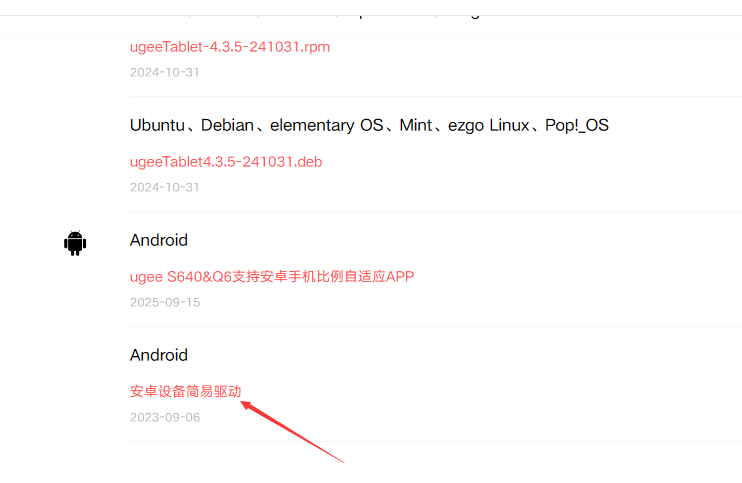 ugeeTablet-4.3.5-241031.rpm
2024-10-31
Ubuntu、Debian、elementary OS、Mint、ezgo Linux、Pop!_OS
ugeeTablet4.3.5-241031.deb
2024-10-31
Android
ugee S640&Q6支持安卓手机比例自适应APP
2025-09-15
Android
安卓设备简易驱动
2023-09-06